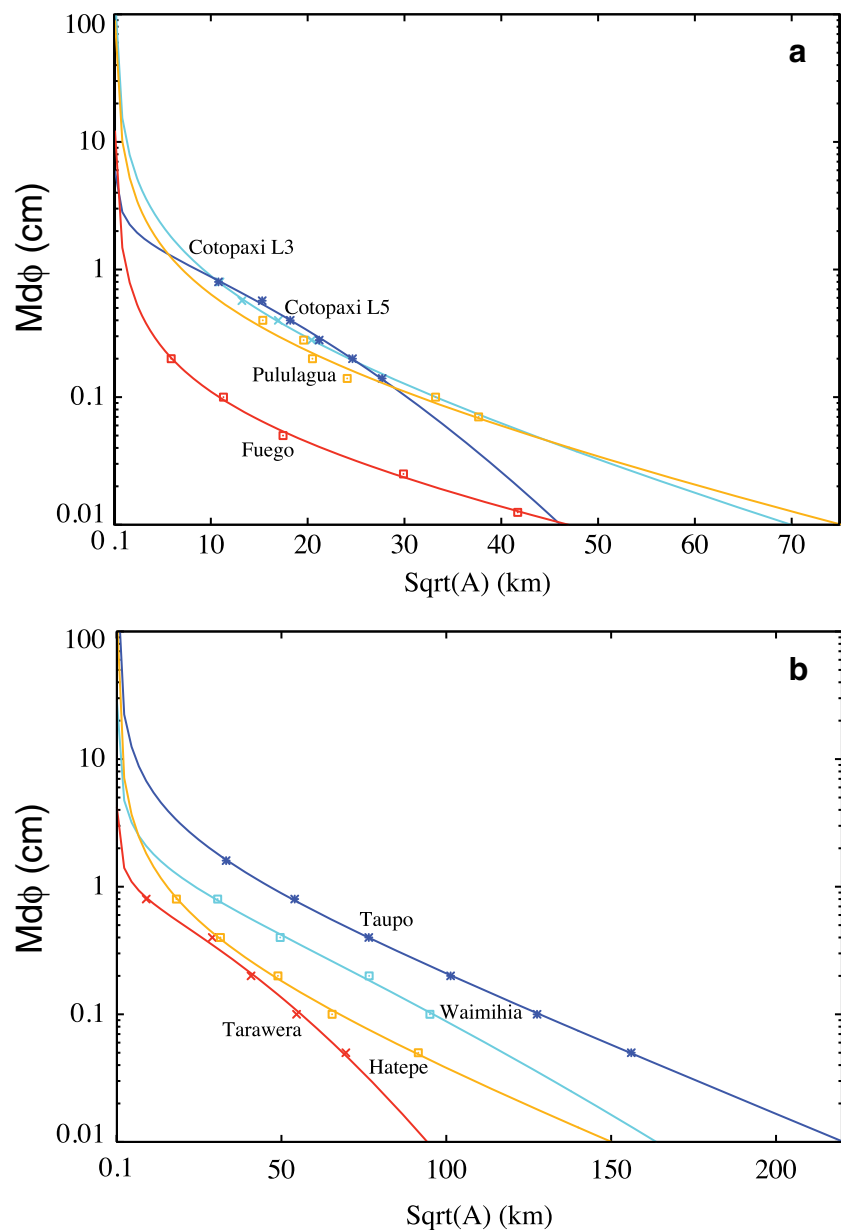 100
a
10
Mdϕ (cm)
Cotopaxi L3
1
Cotopaxi L5
Pululagua
0.1
Fuego
0.01
0.1 10 20 30 40 50 60 70
Sqrt(A) (km)
100
b
10
Mdϕ (cm)
1
Taupo
0.1
Waimihia
Tarawera
Hatepe
0.01
0.1 50 100 150 200
Sqrt(A) (km)